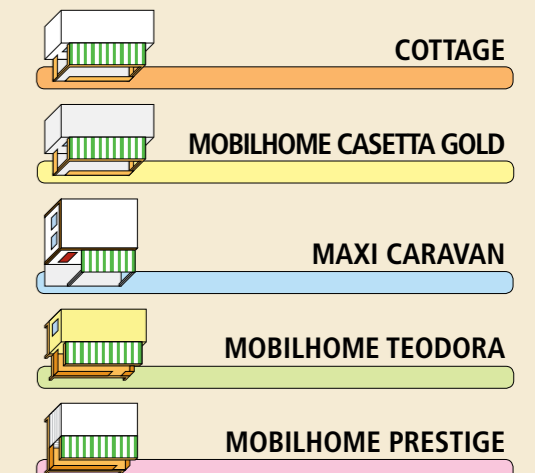 COTTAGE
MOBILHOME CASETTA GOLD
MAXI CARAVAN
MOBILHOME TEODORA
MOBILHOME PRESTIGE